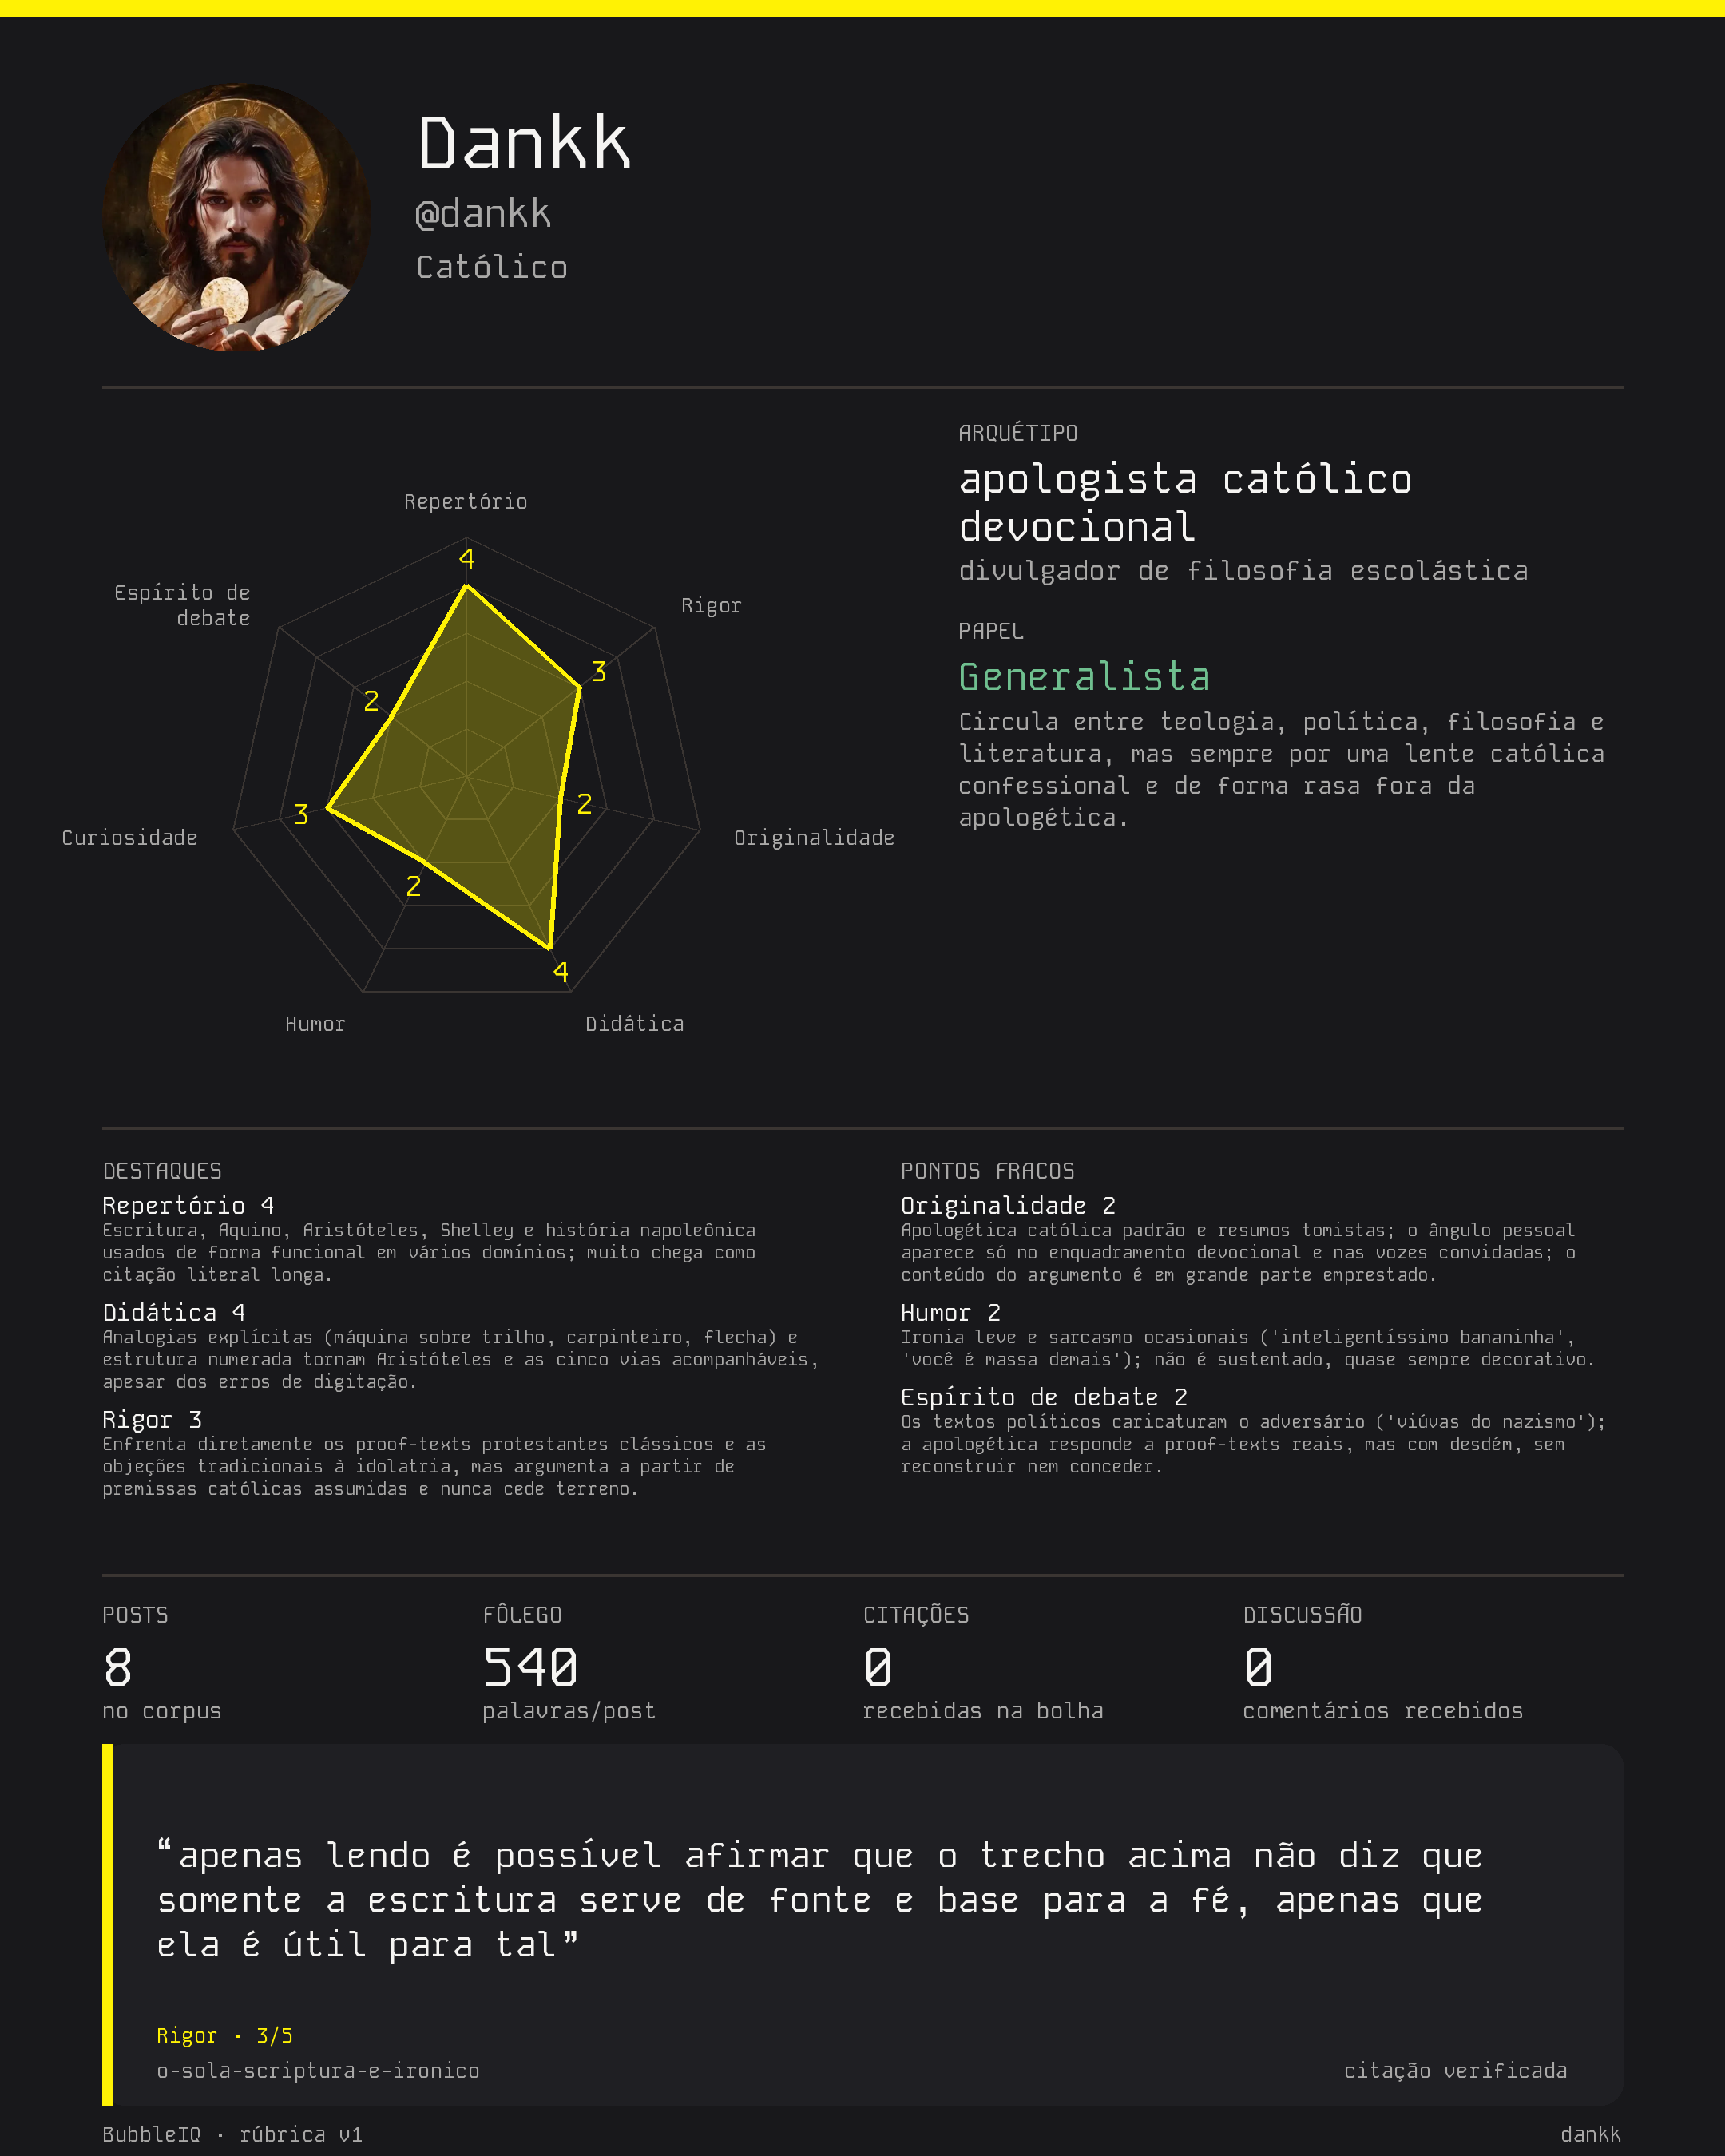 Dankk
@dankk
Católico
Repertório
4
Rigor
3
Originalidade
2
Didática
4
Humor
2
Curiosidade
3
Espírito de
debate
2
ARQUÉTIPO
apologista católico
devocional
divulgador de filosofia escolástica
PAPEL
Generalista
Circula entre teologia, política, filosofia e
literatura, mas sempre por uma lente católica
confessional e de forma rasa fora da
apologética.
DESTAQUES
Repertório 4
Escritura, Aquino, Aristóteles, Shelley e história napoleônica
usados de forma funcional em vários domínios; muito chega como
citação literal longa.
Didática 4
Analogias explícitas (máquina sobre trilho, carpinteiro, flecha) e
estrutura numerada tornam Aristóteles e as cinco vias acompanháveis,
apesar dos erros de digitação.
Rigor 3
Enfrenta diretamente os proof-texts protestantes clássicos e as
objeções tradicionais à idolatria, mas argumenta a partir de
premissas católicas assumidas e nunca cede terreno.
PONTOS FRACOS
Originalidade 2
Apologética católica padrão e resumos tomistas; o ângulo pessoal
aparece só no enquadramento devocional e nas vozes convidadas; o
conteúdo do argumento é em grande parte emprestado.
Humor 2
Ironia leve e sarcasmo ocasionais ('inteligentíssimo bananinha',
'você é massa demais'); não é sustentado, quase sempre decorativo.
Espírito de debate 2
Os textos políticos caricaturam o adversário ('viúvas do nazismo');
a apologética responde a proof-texts reais, mas com desdém, sem
reconstruir nem conceder.
POSTS
8
no corpus
FÔLEGO
540
palavras/post
CITAÇÕES
0
recebidas na bolha
DISCUSSÃO
0
comentários recebidos
“apenas lendo é possível afirmar que o trecho acima não diz que
somente a escritura serve de fonte e base para a fé, apenas que
ela é útil para tal”
Rigor · 3/5
o-sola-scriptura-e-ironico
citação verificada
BubbleIQ · rúbrica v1
dankk